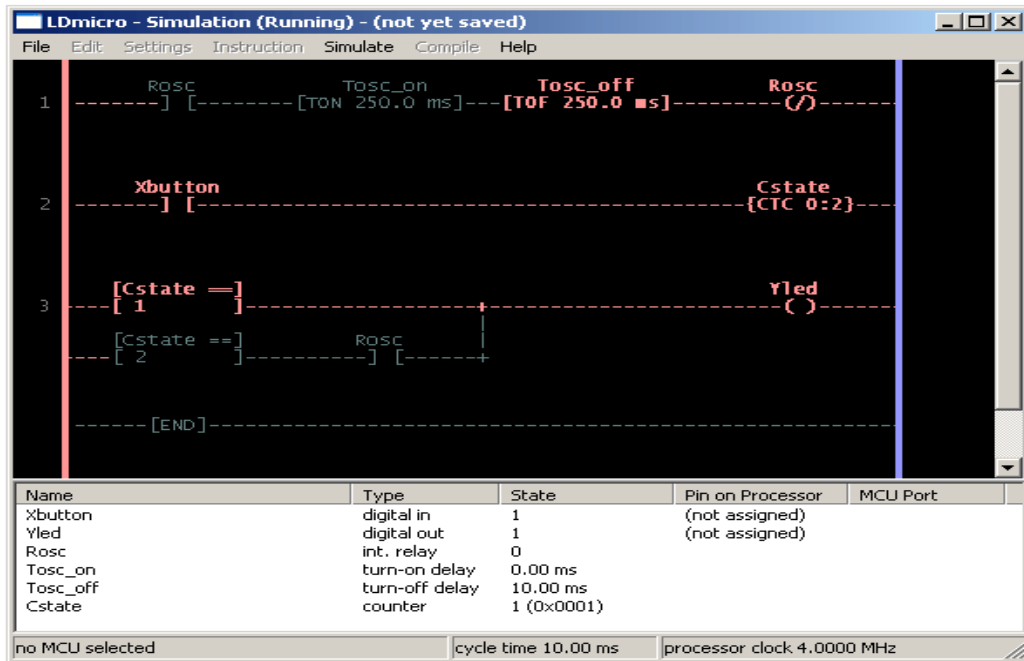 LDmicro - Simulation (Running) - (not yet saved)
File Edit Settings Instruction Simulate Compile Help
Rosc Tosc_on Tosc_off Rosc
1 -------] [--------[TON 250.0 ms]---[TOF 250.0 ms]---------(/)------
Xbutton Cstate
2 -------] [----------------------------------------------{CTC 0:2}----
[Cstate ==] Yled
3 ----[ 1 ]--------------------+-------------------------( )------
[Cstate ==] Rosc |
----[ 2 ]----------] [------+
------[END]---------------------------------------------------------
Name Type State Pin on Processor MCU Port
Xbutton digital in 1 (not assigned)
Yled digital out 1 (not assigned)
Rosc int. relay 0
Tosc_on turn-on delay 0.00 ms
Tosc_off turn-off delay 10.00 ms
Cstate counter 1 (0x0001)
no MCU selected cycle time 10.00 ms processor clock 4.0000 MHz